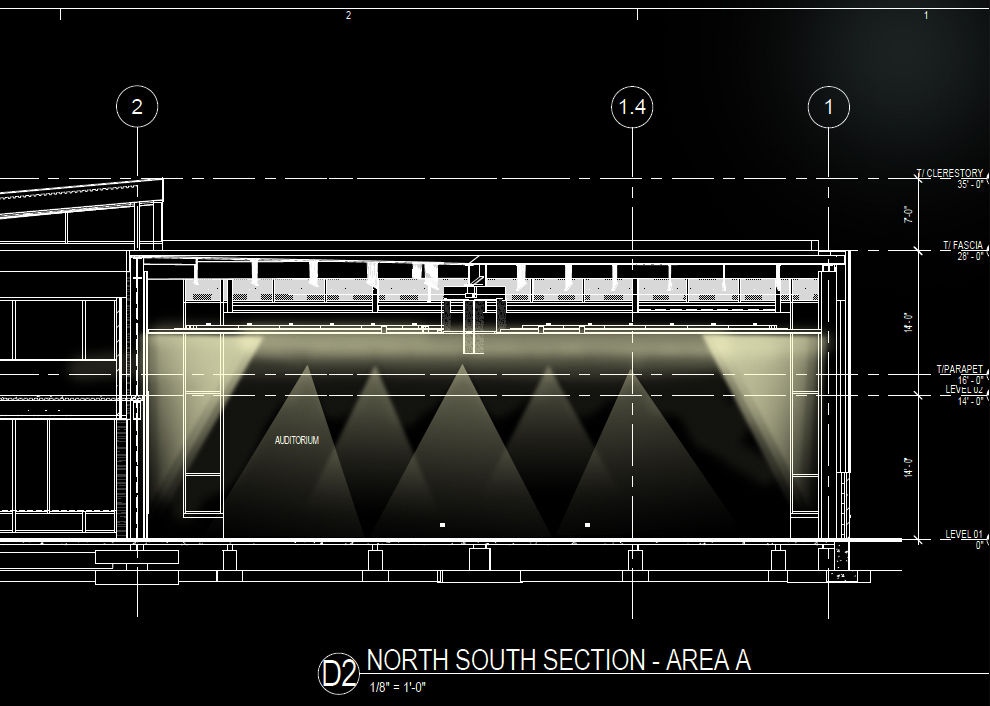 2
1
2
1.4
1
T/ CLERESTORY
35' - 0"
7'-0"
T/ FASCIA
28' - 0"
14'- 0"
T/PARAPET
16' - 0"
LEVEL 02
14' - 0"
AUDITORIUM
14'- 0"
LEVEL 01
0"
D2
NORTH SOUTH SECTION - AREA A
1/8" = 1'-0"